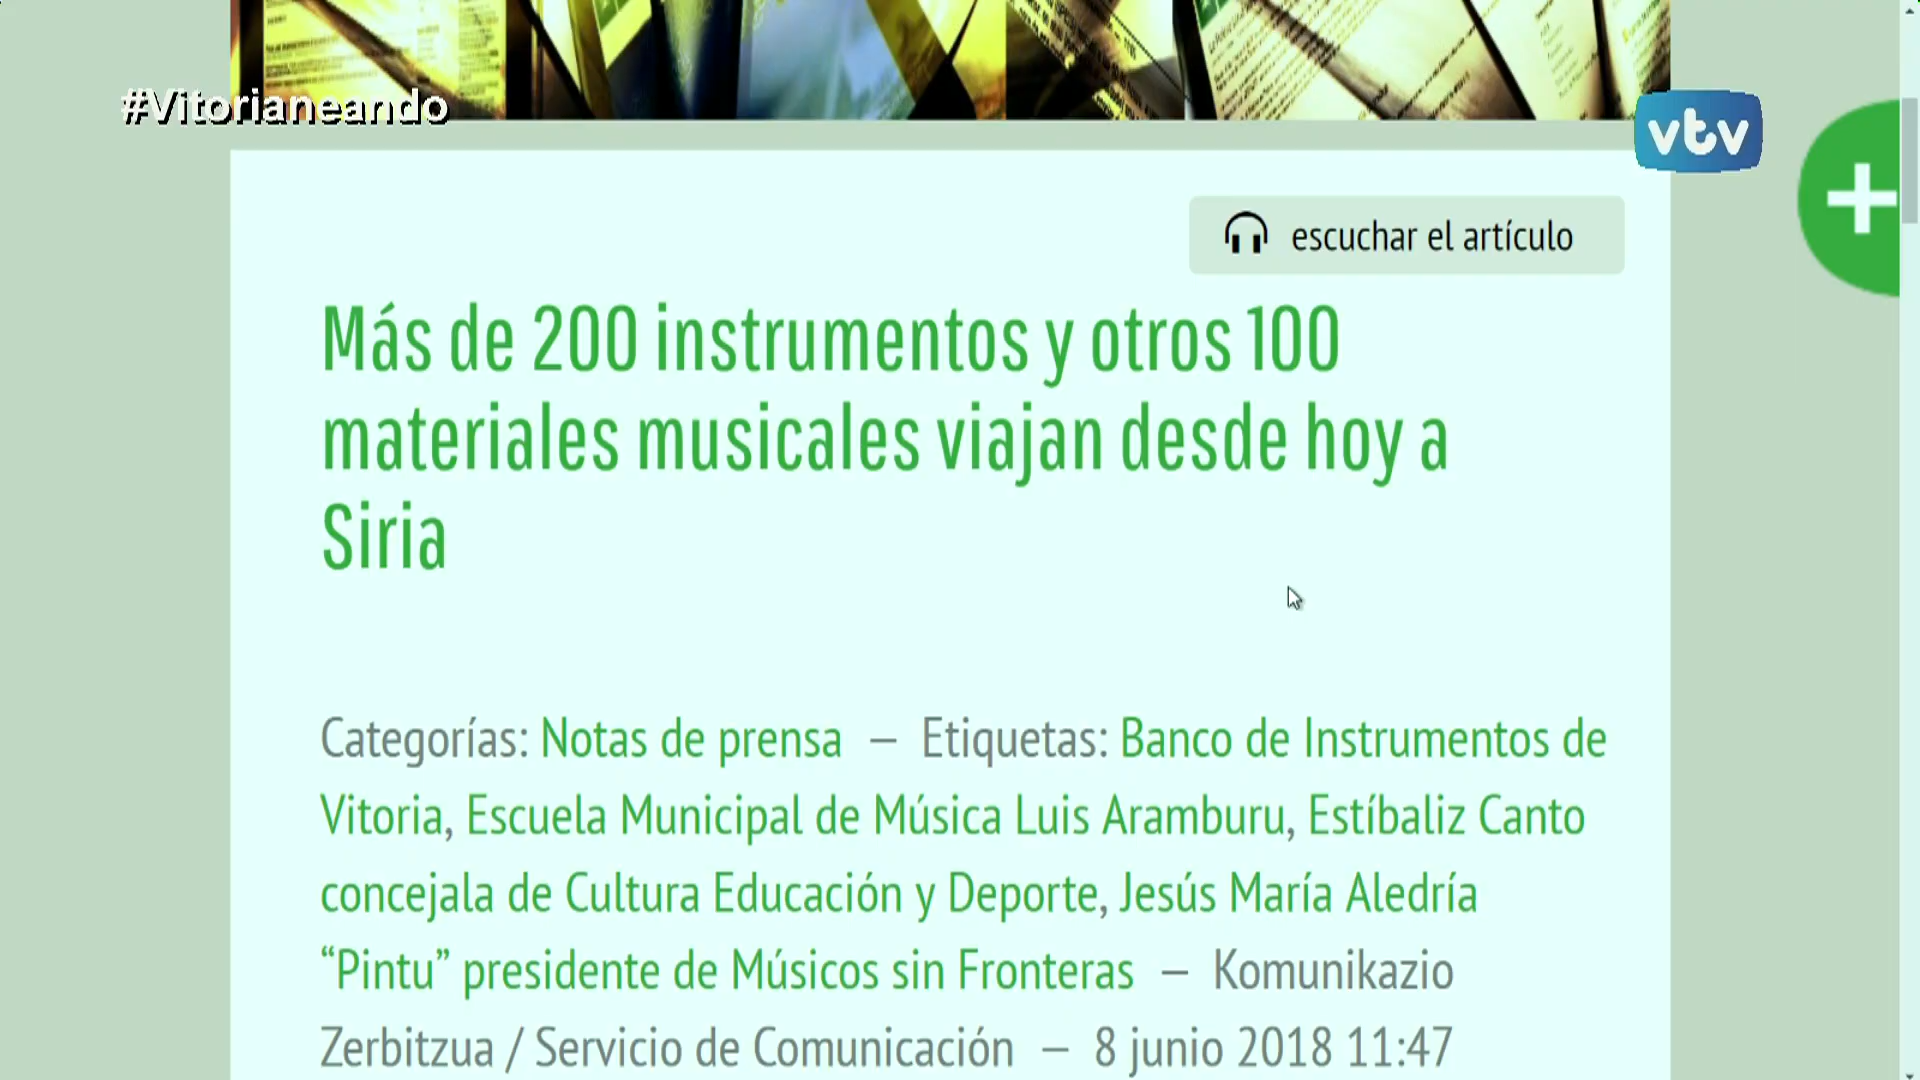 #Vitorianeando
vtv
escuchar el artículo
Más de 200 instrumentos y otros 100
materiales musicales viajan desde hoy a
Siria
Categorías: Notas de prensa — Etiquetas: Banco de Instrumentos de
Vitoria, Escuela Municipal de Música Luis Aramburu, Estíbaliz Canto
concejala de Cultura Educación y Deporte, Jesús María Aledría
“Pintu” presidente de Músicos sin Fronteras — Komunikazio
Zerbitzua / Servicio de Comunicación — 8 junio 2018 11:47